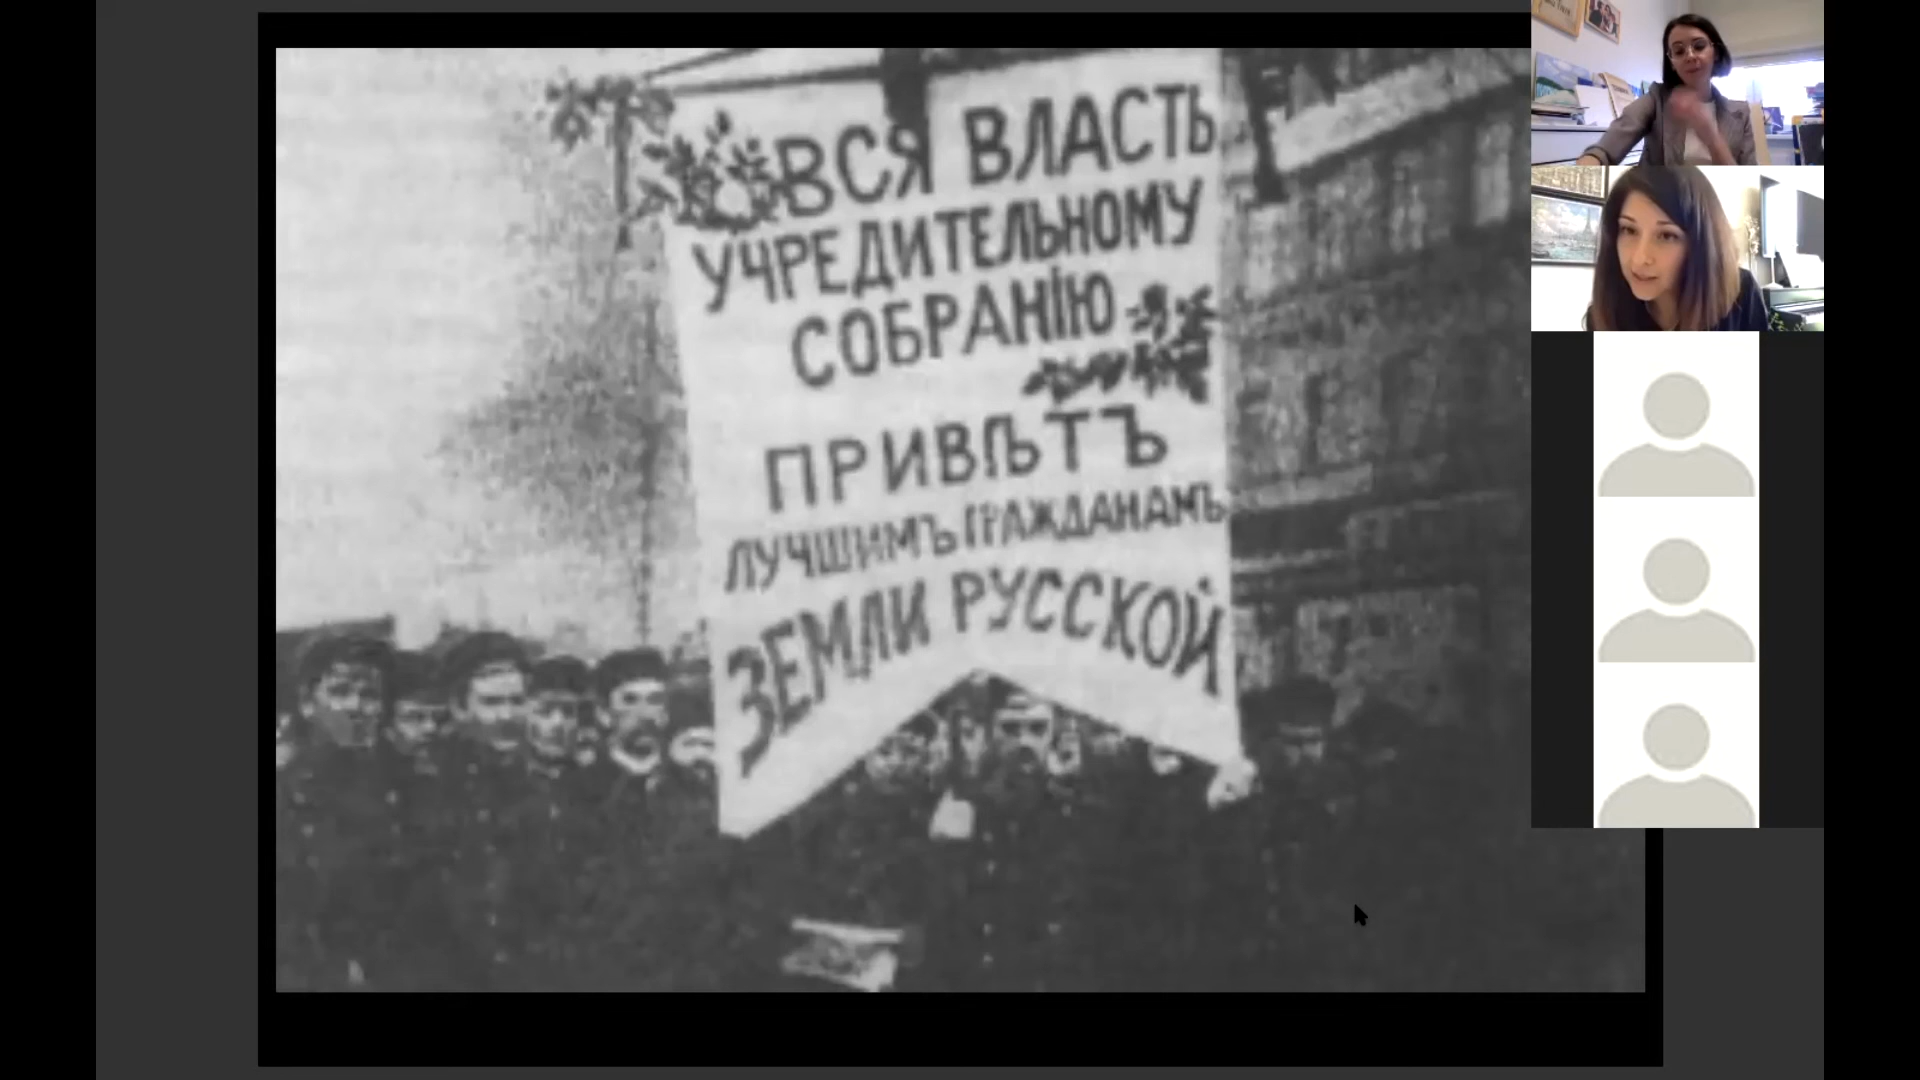 ВСЯ ВЛАСТЬ
УЧРЕДИТЕЛЬНОМУ
СОБРАНІЮ
ПРИВѢТЪ
ЛУЧШИМЪ ГРАЖДАНАМЪ
ЗЕМЛИ РУССКОЙ